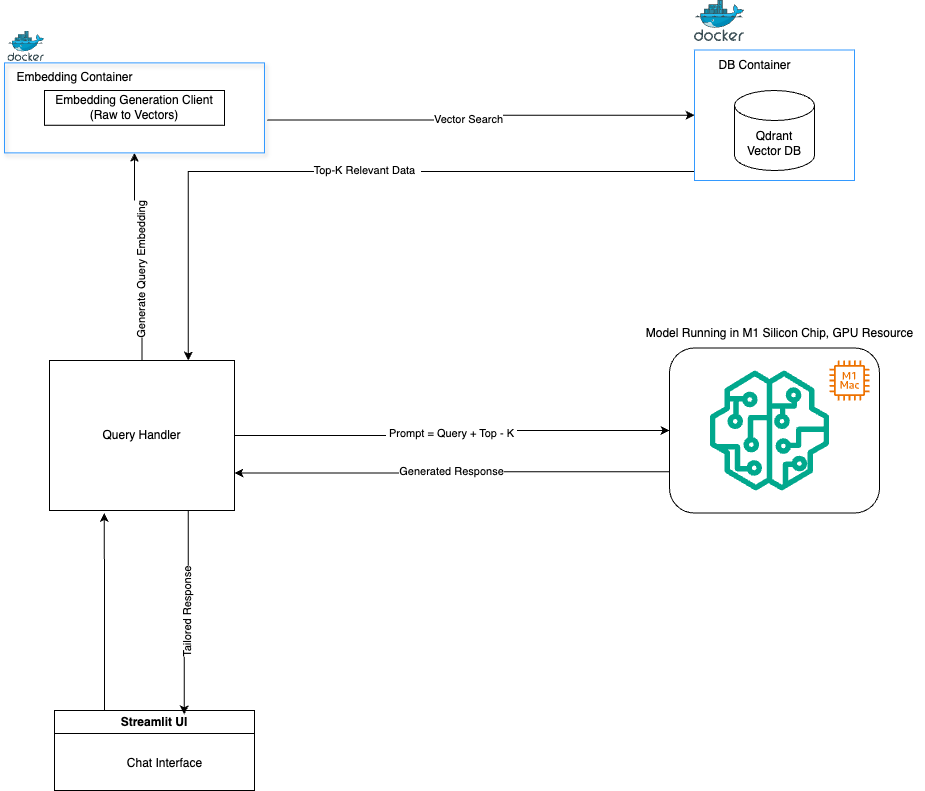 docker
docker
Embedding Container
Embedding Generation Client
(Raw to Vectors)
DB Container
Qdrant
Vector DB
Vector Search
Top-K Relevant Data
Generate Query Embedding
Model Running in M1 Silicon Chip, GPU Resource
M1
Mac
Query Handler
Prompt = Query + Top - K
Generated Response
Tailored Response
Streamlit UI
Chat Interface